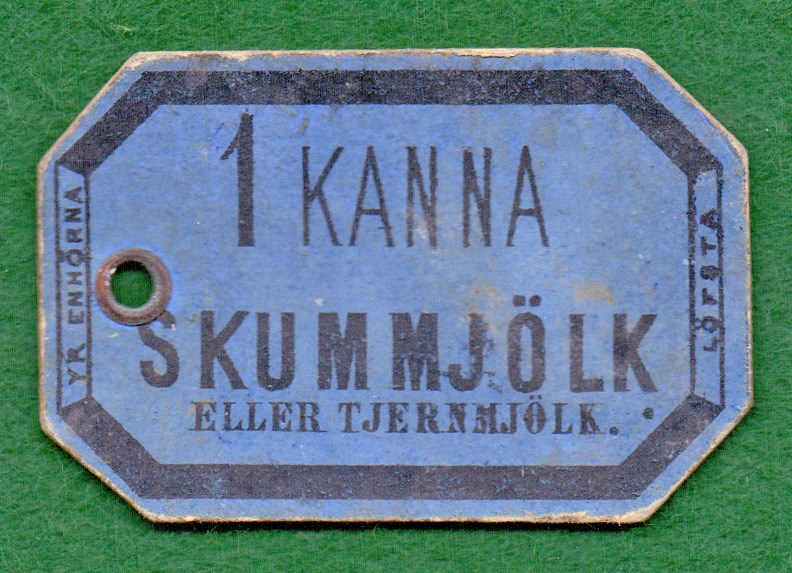 1 KANNA
SKUMMJÖLK
ELLER TJERNMJÖLK.
YR ENHÖRNA
LÖFSTA